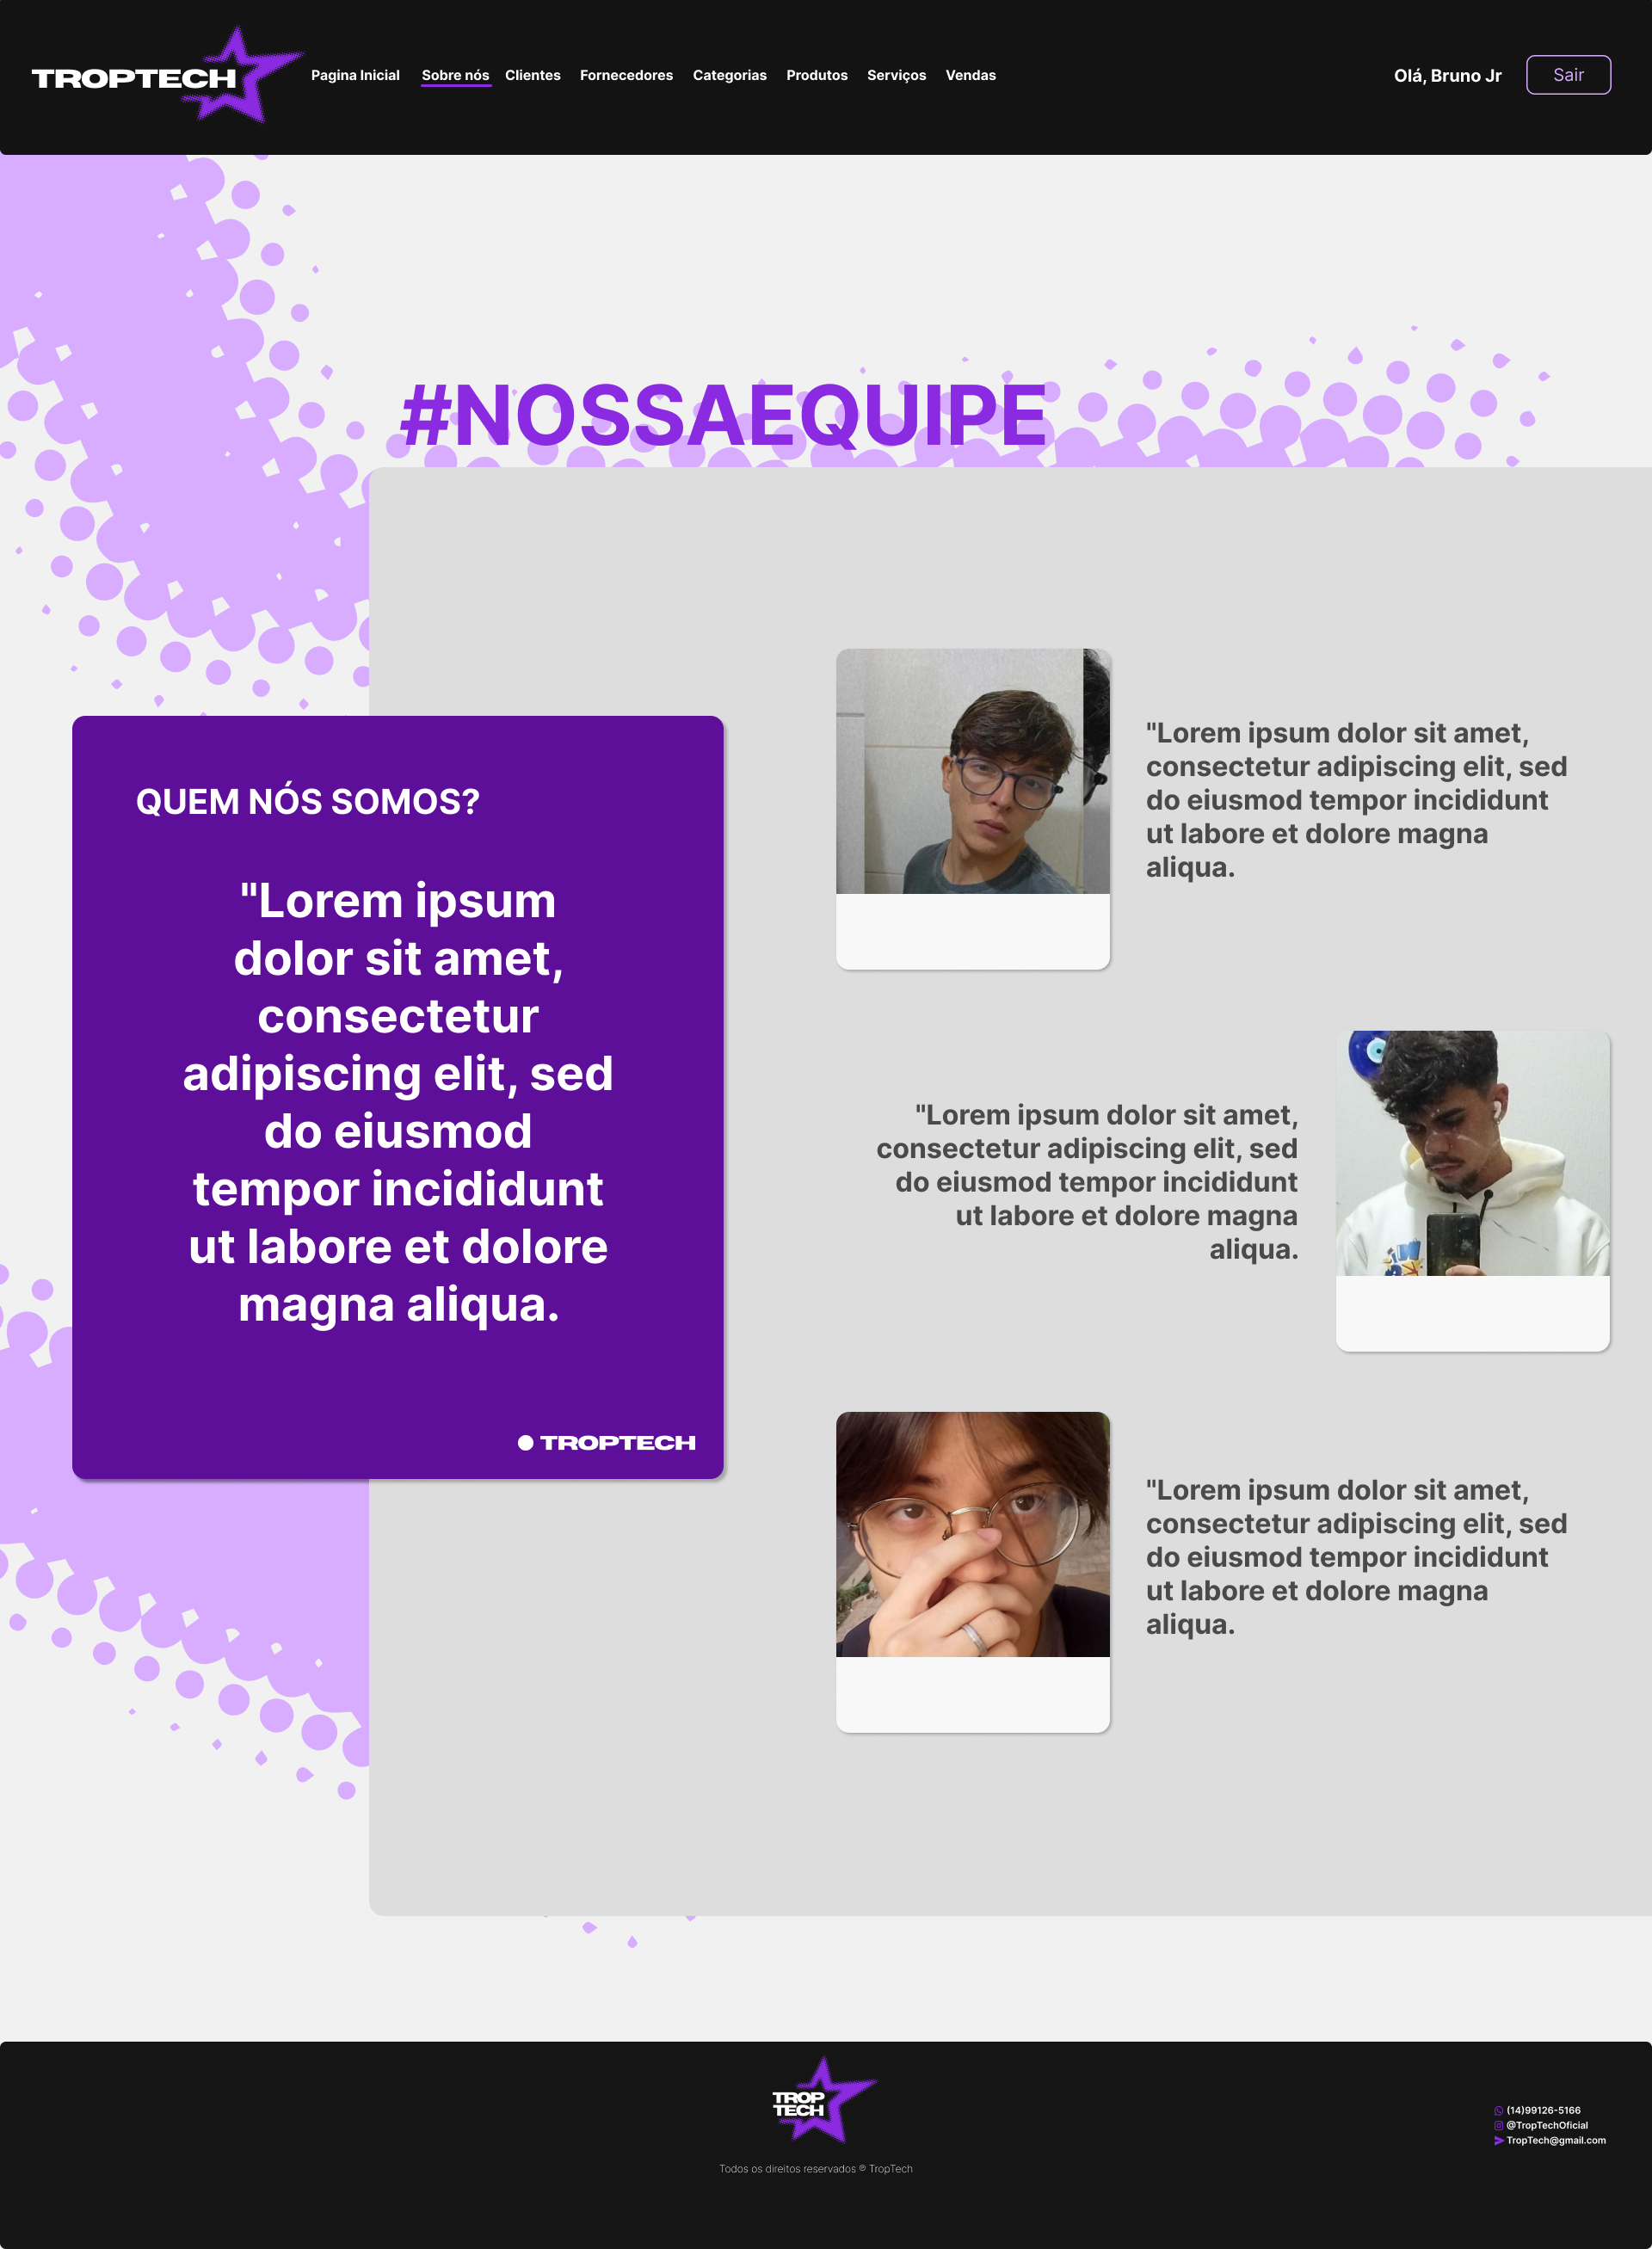 TROPTECH
Pagina Inicial Sobre nós Clientes Fornecedores Categorias Produtos Serviços Vendas
Olá, Bruno Jr
Sair
#NOSSAEQUIPE
QUEM NÓS SOMOS?
"Lorem ipsum
dolor sit amet,
consectetur
adipiscing elit, sed
do eiusmod
tempor incididunt
ut labore et dolore
magna aliqua.
TROPTECH
"Lorem ipsum dolor sit amet,
consectetur adipiscing elit, sed
do eiusmod tempor incididunt
ut labore et dolore magna
aliqua.
"Lorem ipsum dolor sit amet,
consectetur adipiscing elit, sed
do eiusmod tempor incididunt
ut labore et dolore magna
aliqua.
"Lorem ipsum dolor sit amet,
consectetur adipiscing elit, sed
do eiusmod tempor incididunt
ut labore et dolore magna
aliqua.
TROP
TECH
Todos os direitos reservados ® TropTech
(14)99126-5166
@TropTechOficial
TropTech@gmail.com